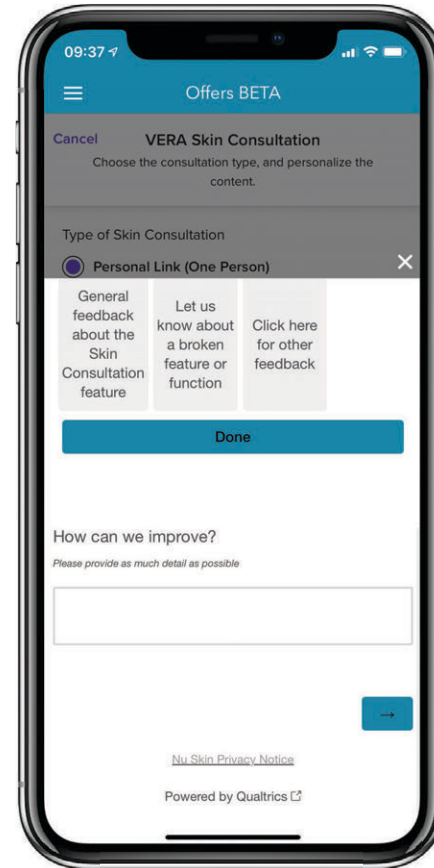 09:37
Offers BETA
Cancel
VERA Skin Consultation
Choose the consultation type, and personalize the
content.
Type of Skin Consultation
Personal Link (One Person)
General
feedback
about the
Skin
Consultation
feature
Let us
know about
a broken
feature or
function
Click here
for other
feedback
Done
How can we improve?
Please provide as much detail as possible
Nu Skin Privacy Notice
Powered by Qualtrics